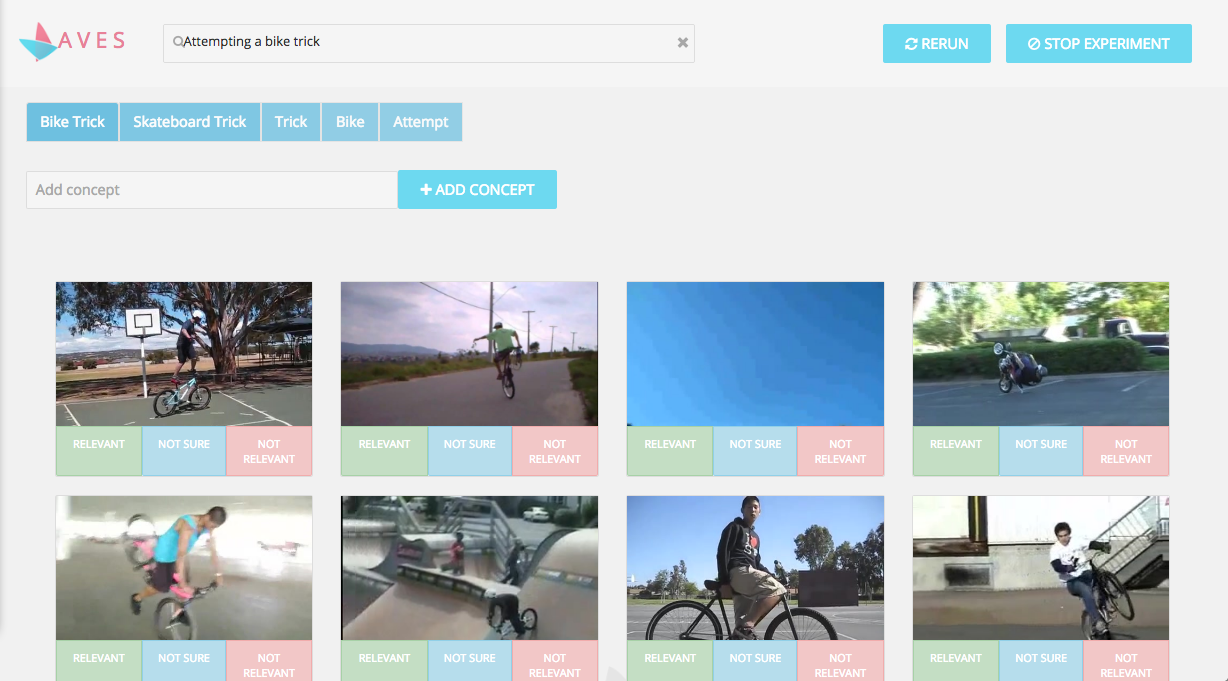 AVES
Attempting a bike trick
RERUN
STOP EXPERIMENT
Bike Trick
Skateboard Trick
Trick
Bike
Attempt
Add concept
ADD CONCEPT
RELEVANT
NOT SURE
NOT
RELEVANT
RELEVANT
NOT SURE
NOT
RELEVANT
RELEVANT
NOT SURE
NOT
RELEVANT
RELEVANT
NOT SURE
NOT
RELEVANT
RELEVANT
NOT SURE
NOT
RELEVANT
RELEVANT
NOT SURE
NOT
RELEVANT
RELEVANT
NOT SURE
NOT
RELEVANT
RELEVANT
NOT SURE
NOT
RELEVANT